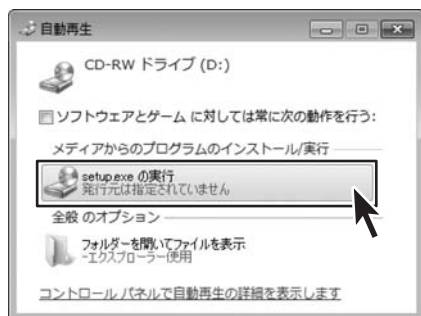 自動再生
CD-RW ドライブ (D:)
ソフトウェアとゲーム に対しては常に次の動作を行う:
メディアからのプログラムのインストール/実行
setup.exe の実行
発行元は指定されていません
全般 のオプション
フォルダーを開いてファイルを表示
-エクスプローラー使用
コントロール パネルで自動再生の詳細を表示します